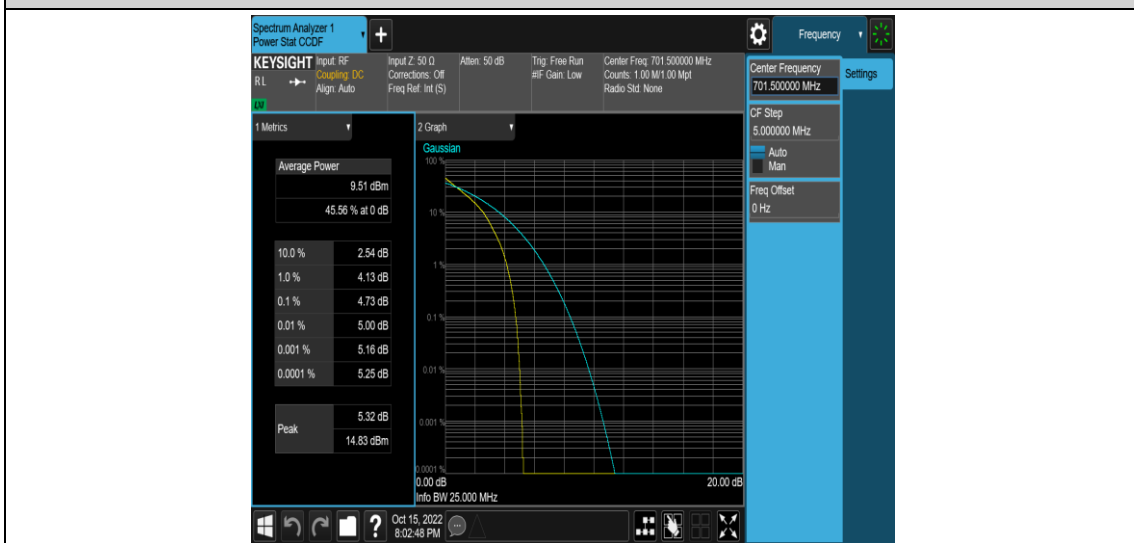 Spectrum Analyzer 1
Power Stat CCDF
+
Frequency
KEYSIGHT
RL
LXI
Input: RF
Coupling: DC
Align: Auto
Input Z: 50 Ω
Corrections: Off
Freq Ref: Int (S)
Atten: 50 dB
Trig: Free Run
#IF Gain: Low
Center Freq: 701.500000 MHz
Counts: 1.00 M/1.00 Mpt
Radio Std: None
Center Frequency
701.500000 MHz
Settings
CF Step
5.000000 MHz
Auto
Man
Freq Offset
0 Hz
1 Metrics
Average Power
9.51 dBm
45.56 % at 0 dB
10.0 % 2.54 dB
1.0 % 4.13 dB
0.1 % 4.73 dB
0.01 % 5.00 dB
0.001 % 5.16 dB
0.0001 % 5.25 dB
Peak
5.32 dB
14.83 dBm
2 Graph
Gaussian
100 %
10 %
1 %
0.1 %
0.01 %
0.001 %
0.0001 %
0.00 dB 20.00 dB
Info BW 25.000 MHz
?
Oct 15, 2022
8:02:48 PM